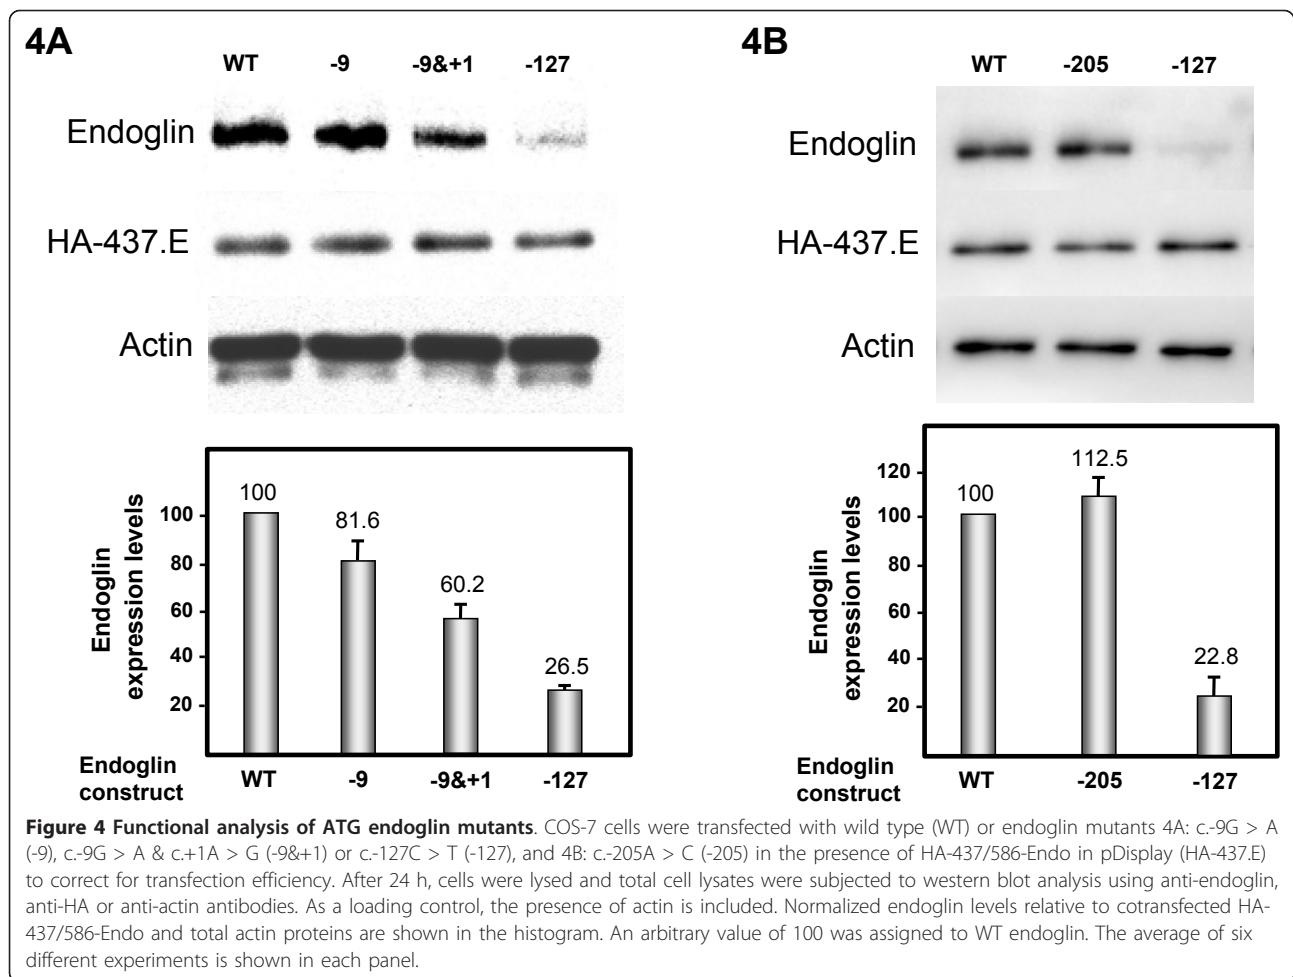 4A
WT -9 -9&+1 -127
Endoglin
HA-437.E
Actin
Endoglin
expression levels
100
80
60
40
20
100
81.6
60.2
26.5
Endoglin
construct
WT -9 -9&+1 -127
4B
WT -205 -127
Endoglin
HA-437.E
Actin
Endoglin
expression levels
120
100
80
60
40
20
100
112.5
22.8
Endoglin
construct
WT -205 -127
Figure 4 Functional analysis of ATG endoglin mutants. COS-7 cells were transfected with wild type (WT) or endoglin mutants 4A: c.-9G > A
(-9), c.-9G > A & c.+1A > G (-9&+1) or c.-127C > T (-127), and 4B: c.-205A > C (-205) in the presence of HA-437/586-Endo in pDisplay (HA-437.E)
to correct for transfection efficiency. After 24 h, cells were lysed and total cell lysates were subjected to western blot analysis using anti-endoglin,
anti-HA or anti-actin antibodies. As a loading control, the presence of actin is included. Normalized endoglin levels relative to cotransfected HA-
437/586-Endo and total actin proteins are shown in the histogram. An arbitrary value of 100 was assigned to WT endoglin. The average of six
different experiments is shown in each panel.